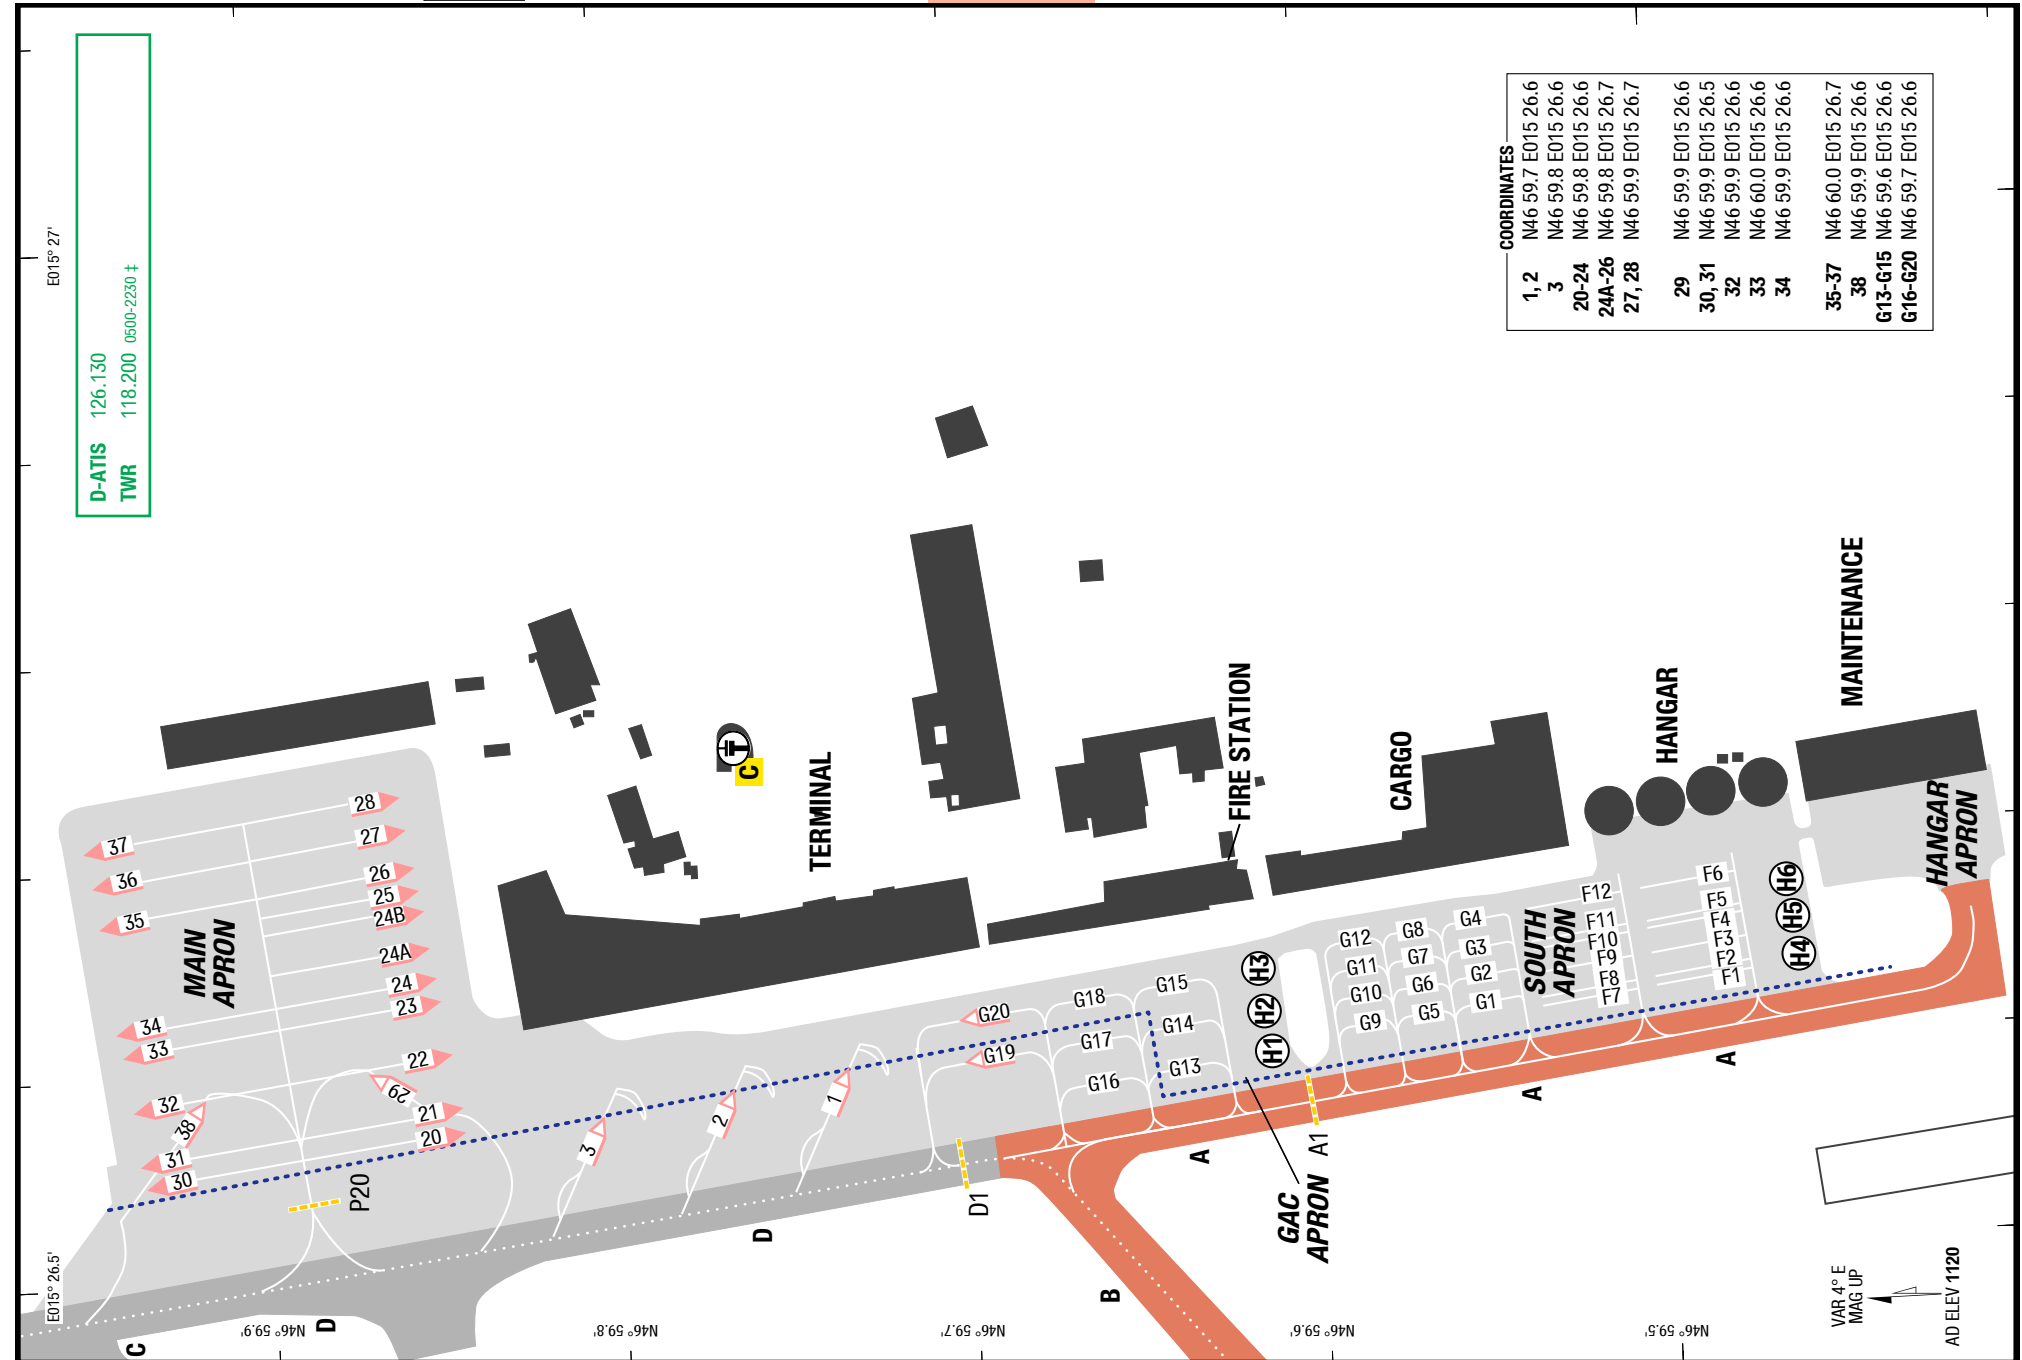 D-ATIS 126.130
TWR 118.200 0500-2230 ‡
E015° 27'
E015° 26.5'
COORDINATES
1, 2 N46 59.7 E015 26.6
3 N46 59.8 E015 26.6
20-24 N46 59.8 E015 26.6
24A-26 N46 59.8 E015 26.7
27, 28 N46 59.9 E015 26.7
29 N46 59.9 E015 26.6
30, 31 N46 59.9 E015 26.5
32 N46 59.9 E015 26.6
33 N46 60.0 E015 26.6
34 N46 59.9 E015 26.6
35-37 N46 60.0 E015 26.7
38 N46 59.9 E015 26.6
G13-G15 N46 59.6 E015 26.6
G16-G20 N46 59.7 E015 26.6
MAIN
APRON
37
36
35
34
33
32
38
31
30
28
27
26
25
24B
24A
24
23
22
29
21
20
P20
3
2
1
C
T
TERMINAL
FIRE STATION
CARGO
HANGAR
MAINTENANCE
HANGAR
APRON
SOUTH
APRON
GAC
APRON
G20
G19
G18
G17
G16
G15
G14
G13
H3
H2
H1
G12
G11
G10
G9
G8
G7
G6
G5
G4
G3
G2
G1
F12
F11
F10
F9
F8
F7
F6
F5
F4
F3
F2
F1
H6
H5
H4
A
A
A
A1
D1
D
D
C
B
N46° 59.9'
N46° 59.8'
N46° 59.7'
N46° 59.6'
N46° 59.5'
VAR 4° E
MAG UP
AD ELEV 1120